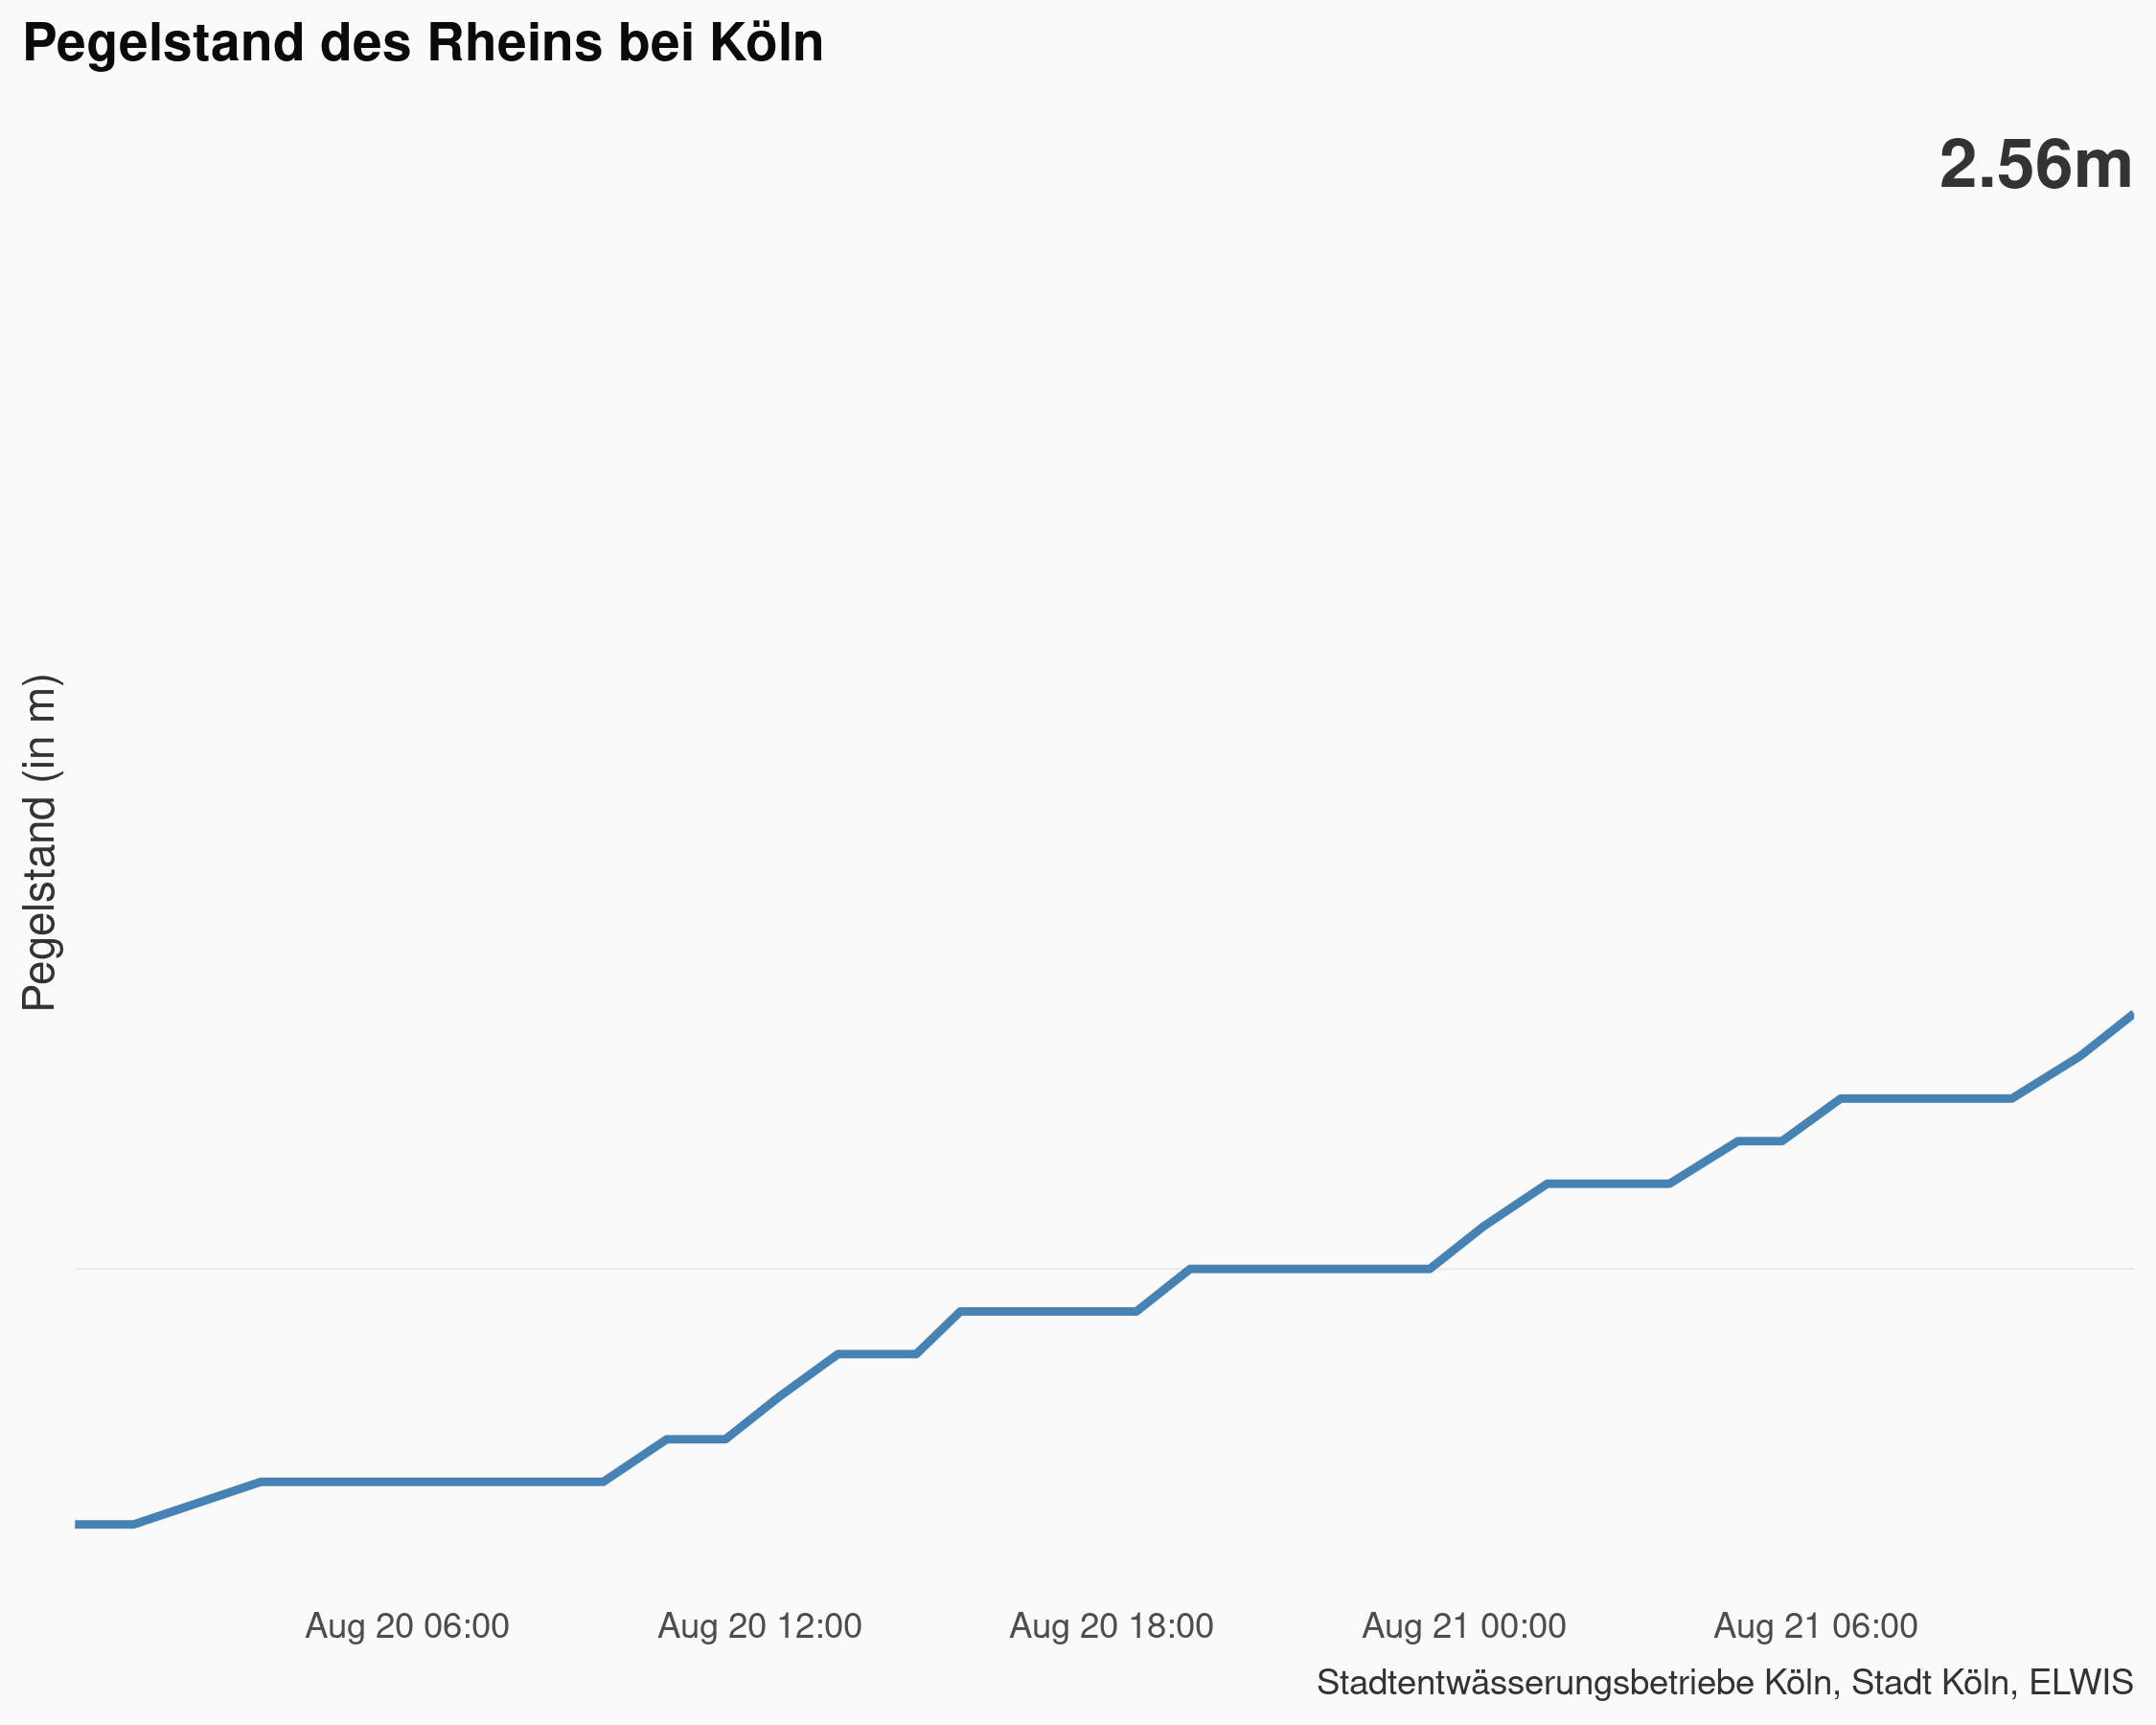 Pegelstand des Rheins bei Köln
2.56m
Pegelstand (in m)
Aug 20 06:00
Aug 20 12:00
Aug 20 18:00
Aug 21 00:00
Aug 21 06:00
Stadtentwässerungsbetriebe Köln, Stadt Köln, ELWIS